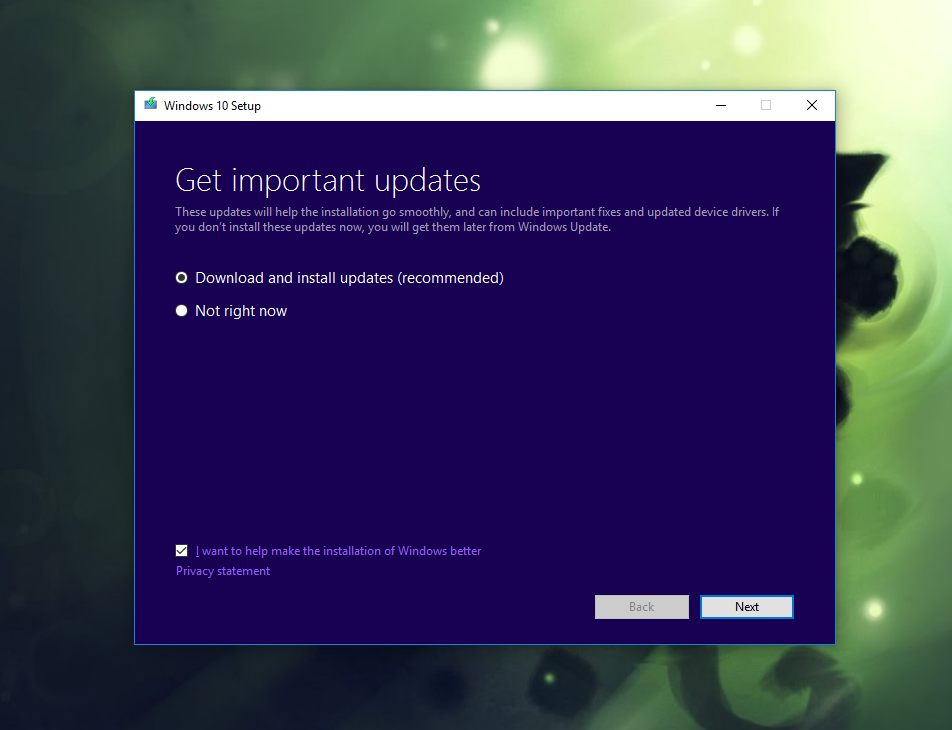 Windows 10 Setup
Get important updates
These updates will help the installation go smoothly, and can include important fixes and updated device drivers. If
you don't install these updates now, you will get them later from Windows Update.
Download and install updates (recommended)
Not right now
I want to help make the installation of Windows better
Privacy statement
Back Next